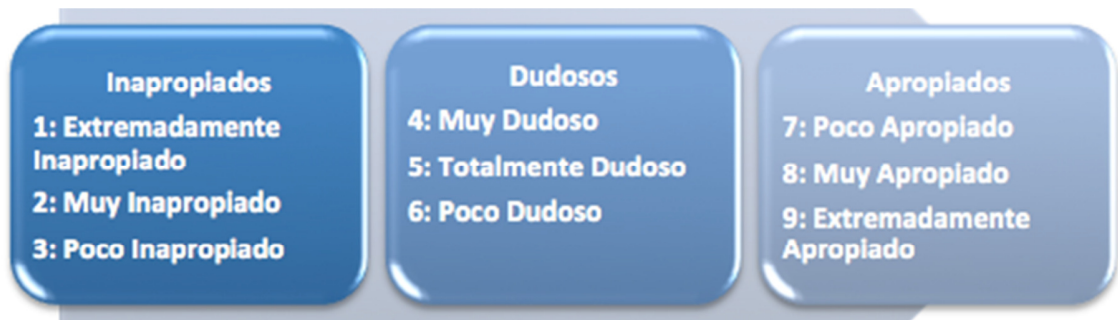 Inapropiados
1: Extremadamente
Inapropiado
2: Muy Inapropiado
3: Poco Inapropiado
Dudosos
4: Muy Dudoso
5: Totalmente Dudoso
6: Poco Dudoso
Apropiados
7: Poco Apropiado
8: Muy Apropiado
9: Extremadamente
Apropiado